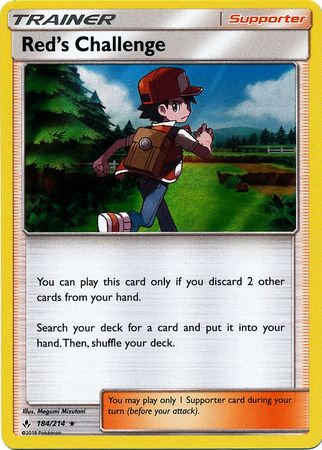 TRAINER Supporter
Red's Challenge
You can play this card only if you discard 2 other
cards from your hand.
Search your deck for a card and put it into your
hand. Then, shuffle your deck.
Illus. Megumi Mizutani
184/214 ★
©2019 Pokémon
You may play only 1 Supporter card during your
turn (before your attack).